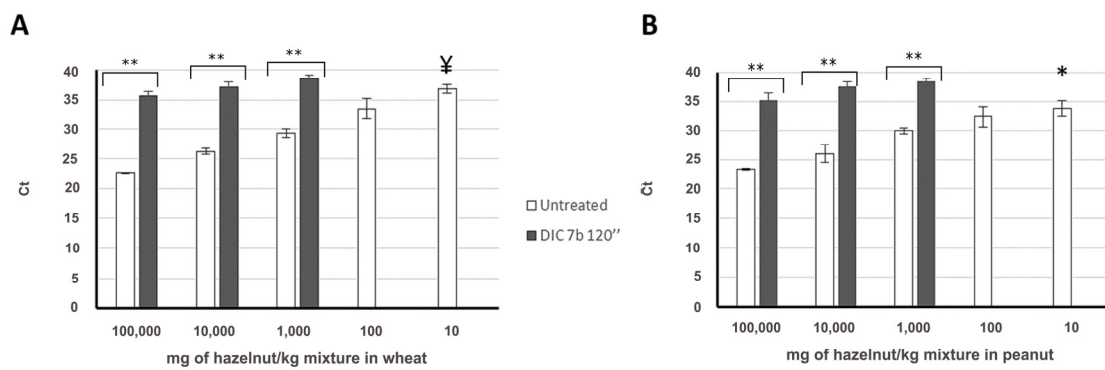 A
** ** ** ¥
40
35
30
25
20
15
10
5
0
Ct
100,000 10,000 1,000 100 10
mg of hazelnut/kg mixture in wheat
Untreated
DIC 7b 120’’
B
** ** ** *
40
35
30
25
20
15
10
5
0
Ct
100,000 10,000 1,000 100 10
mg of hazelnut/kg mixture in peanut